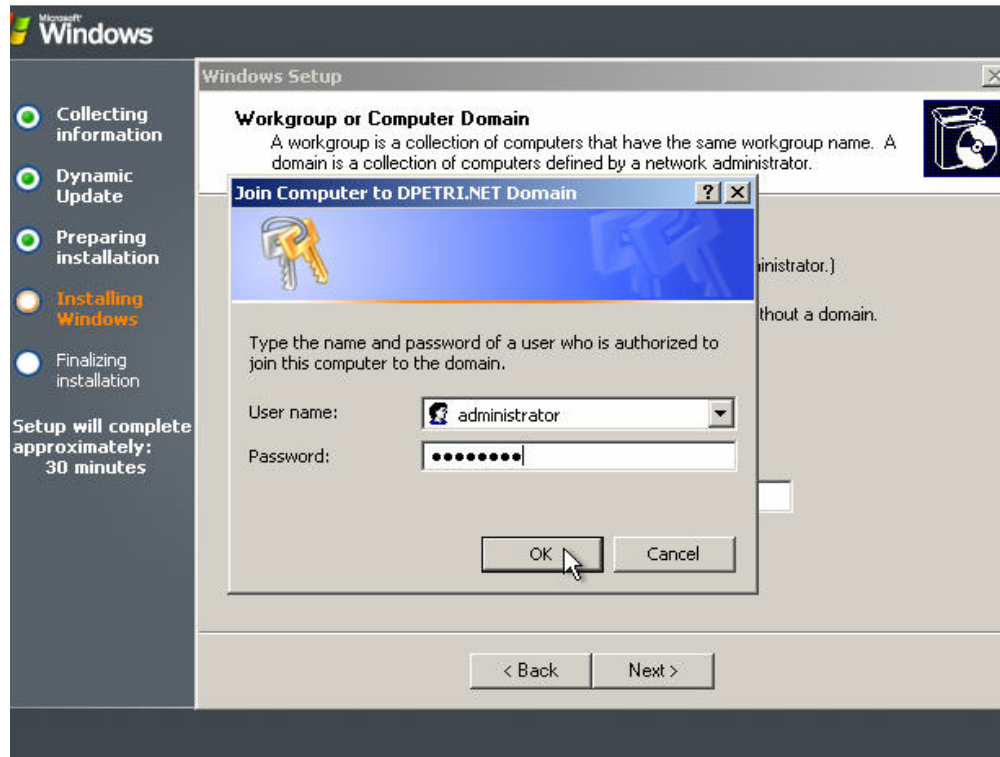 Microsoft
Windows
Collecting
information
Dynamic
Update
Preparing
installation
Installing
Windows
Finalizing
installation
Setup will complete
approximately:
30 minutes
Windows Setup
Workgroup or Computer Domain
A workgroup is a collection of computers that have the same workgroup name. A
domain is a collection of computers defined by a network administrator.
Join Computer to DPETRI.NET Domain
inistrator.)
thout a domain.
Type the name and password of a user who is authorized to
join this computer to the domain.
User name: administrator
Password: ●●●●●●●●
OK Cancel
< Back Next >